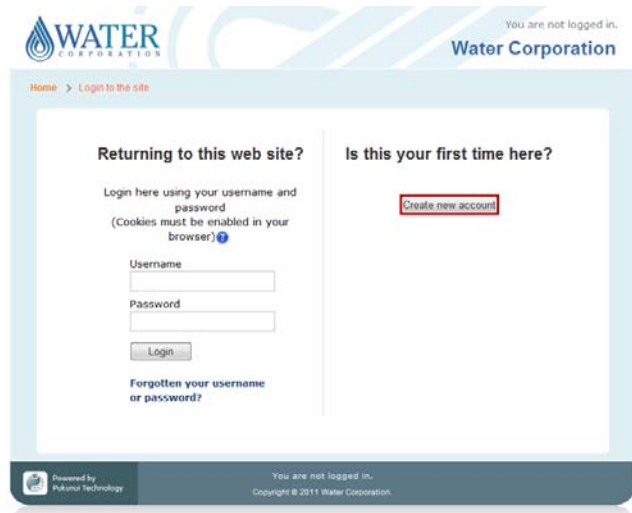 You are not logged in.
WATER
CORPORATION
Water Corporation
Home > Login to the site
Returning to this web site?
Login here using your username and
password
(Cookies must be enabled in your
browser)?
Username
Password
Login
Forgotten your username
or password?
Is this your first time here?
Create new account
Powered by
Pukunui Technology
You are not logged in.
Copyright © 2011 Water Corporation.